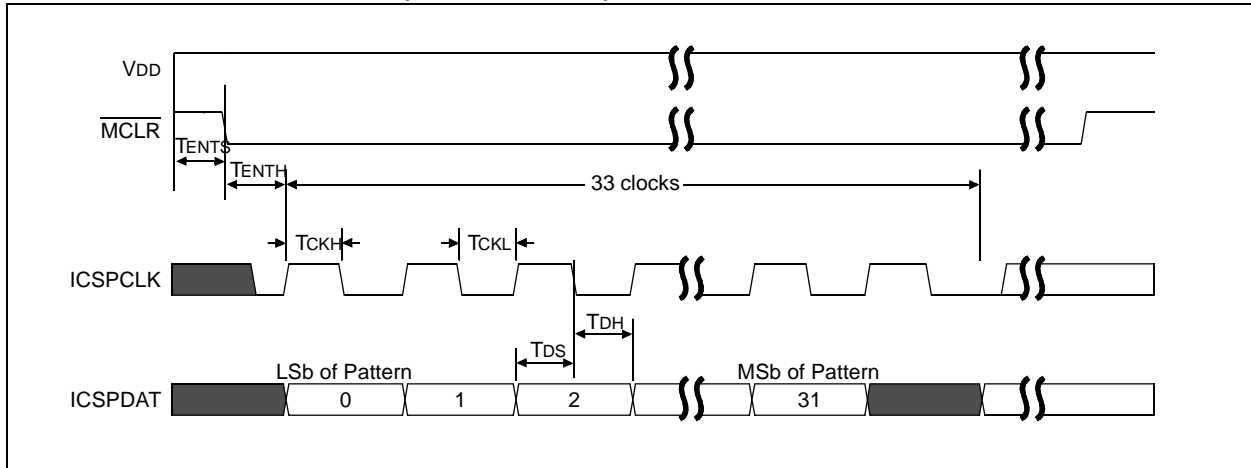 VDD
MCLR
TENTS
TENTH
33 clocks
TCKH
TCKL
ICSPCLK
TDH
TDS
LSb of Pattern
MSb of Pattern
ICSPDAT
0
1
2
31